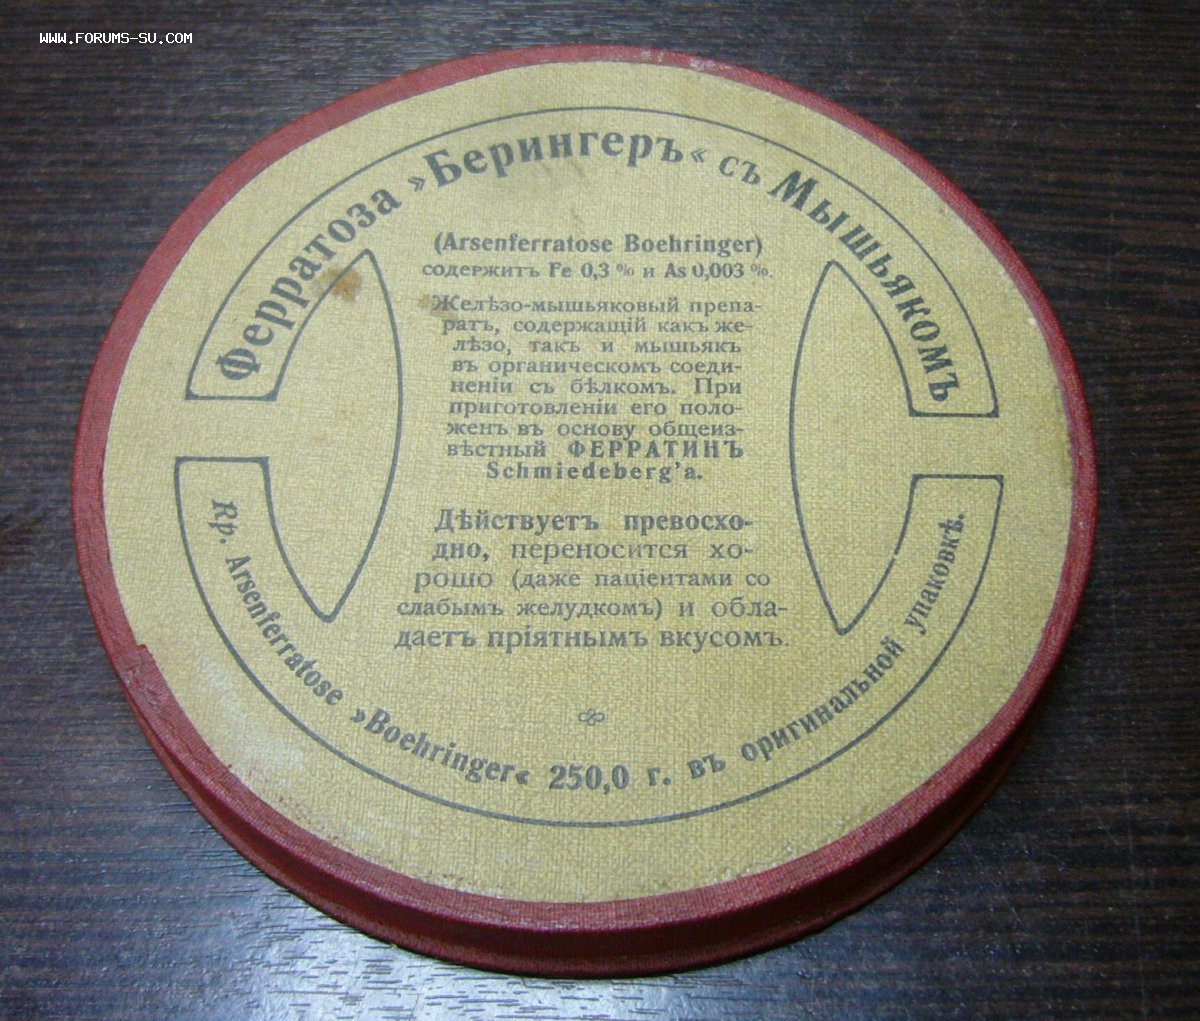 WWW.FORUMS-SU.COM
Ферратоза »Берингеръ« съ Мышьякомъ
(Arsenferratose Boehringer)
содержитъ Fe 0,3 % и As 0,003 %.
Желѣзо-мышьяковый препа-
ратъ, содержащій какъ же-
лѣзо, такъ и мышьякъ
въ органическомъ соеди-
неніи съ бѣлкомъ. При
приготовленіи его поло-
женъ въ основу общеиз-
вѣстный ФЕРРАТИНЪ
Schmiedeberg'a.
Дѣйствуетъ превосхо-
дно, переносится хо-
рошо (даже паціентами со
слабымъ желудкомъ) и обла-
даетъ пріятнымъ вкусомъ.
Rp. Arsenferratose »Boehringer« 250,0 г. въ оригинальной упаковкѣ.